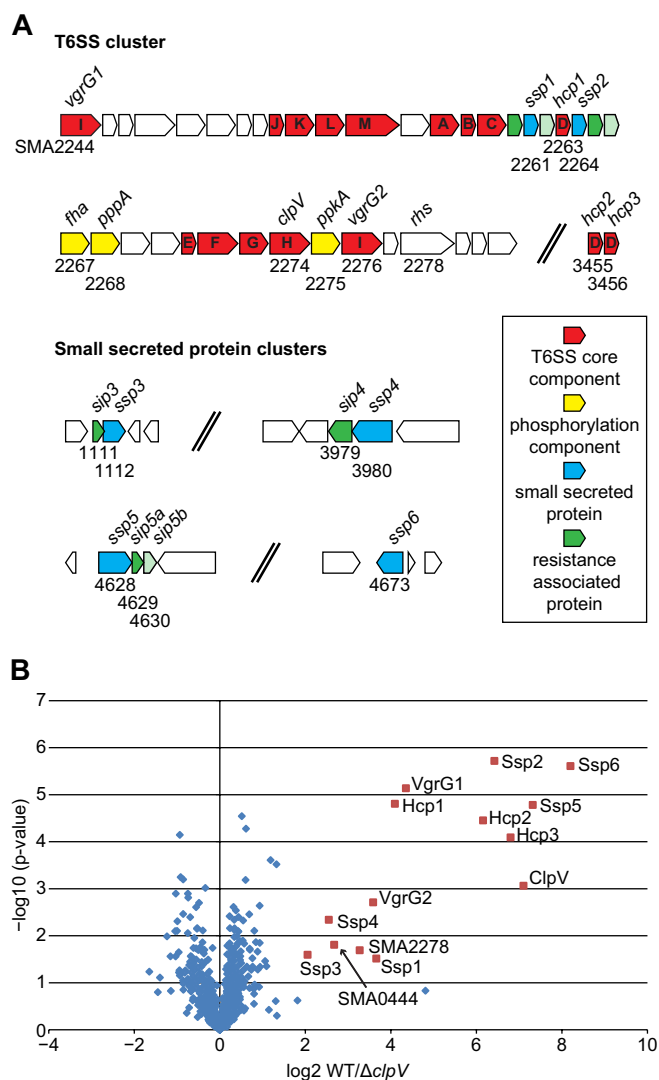 A
T6SS cluster
vgrG1
ssp1
hcp1
ssp2
I
J
K
L
M
A
B
C
D
SMA2244
2263
2261
2264
fha
pppA
clpV
ppkA
vgrG2
rhs
hcp2
hcp3
E
F
G
H
I
D
D
2267
2268
2274
2275
2276
2278
3455
3456
Small secreted protein clusters
sip3
ssp3
sip4
ssp4
1111
1112
3979
3980
ssp5
sip5a
sip5b
ssp6
4628
4629
4630
4673
T6SS core
component
phosphorylation
component
small secreted
protein
resistance
associated
protein
B
7
6
5
4
3
2
1
0
−log10 (p-value)
Ssp2
Ssp6
VgrG1
Hcp1
Ssp5
Hcp2
Hcp3
ClpV
VgrG2
Ssp4
SMA2278
Ssp3
Ssp1
SMA0444
−4
−2
0
2
4
6
8
10
log2 WT/ΔclpV